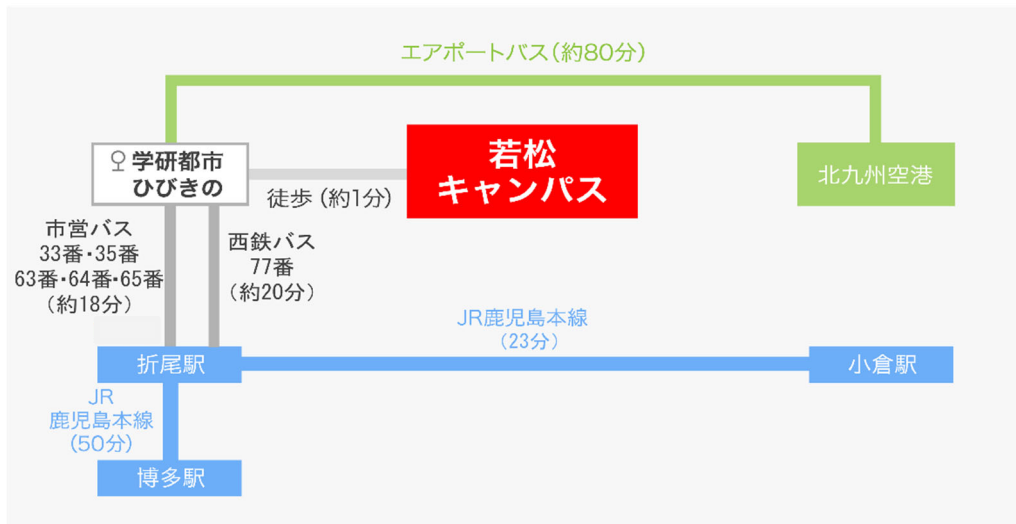 エアポートバス(約80分)
学研都市
ひびきの
若松
キャンパス
北九州空港
徒歩(約1分)
市営バス
33番・35番
63番・64番・65番
(約18分)
西鉄バス
77番
(約20分)
JR鹿児島本線
(23分)
折尾駅
小倉駅
JR
鹿児島本線
(50分)
博多駅